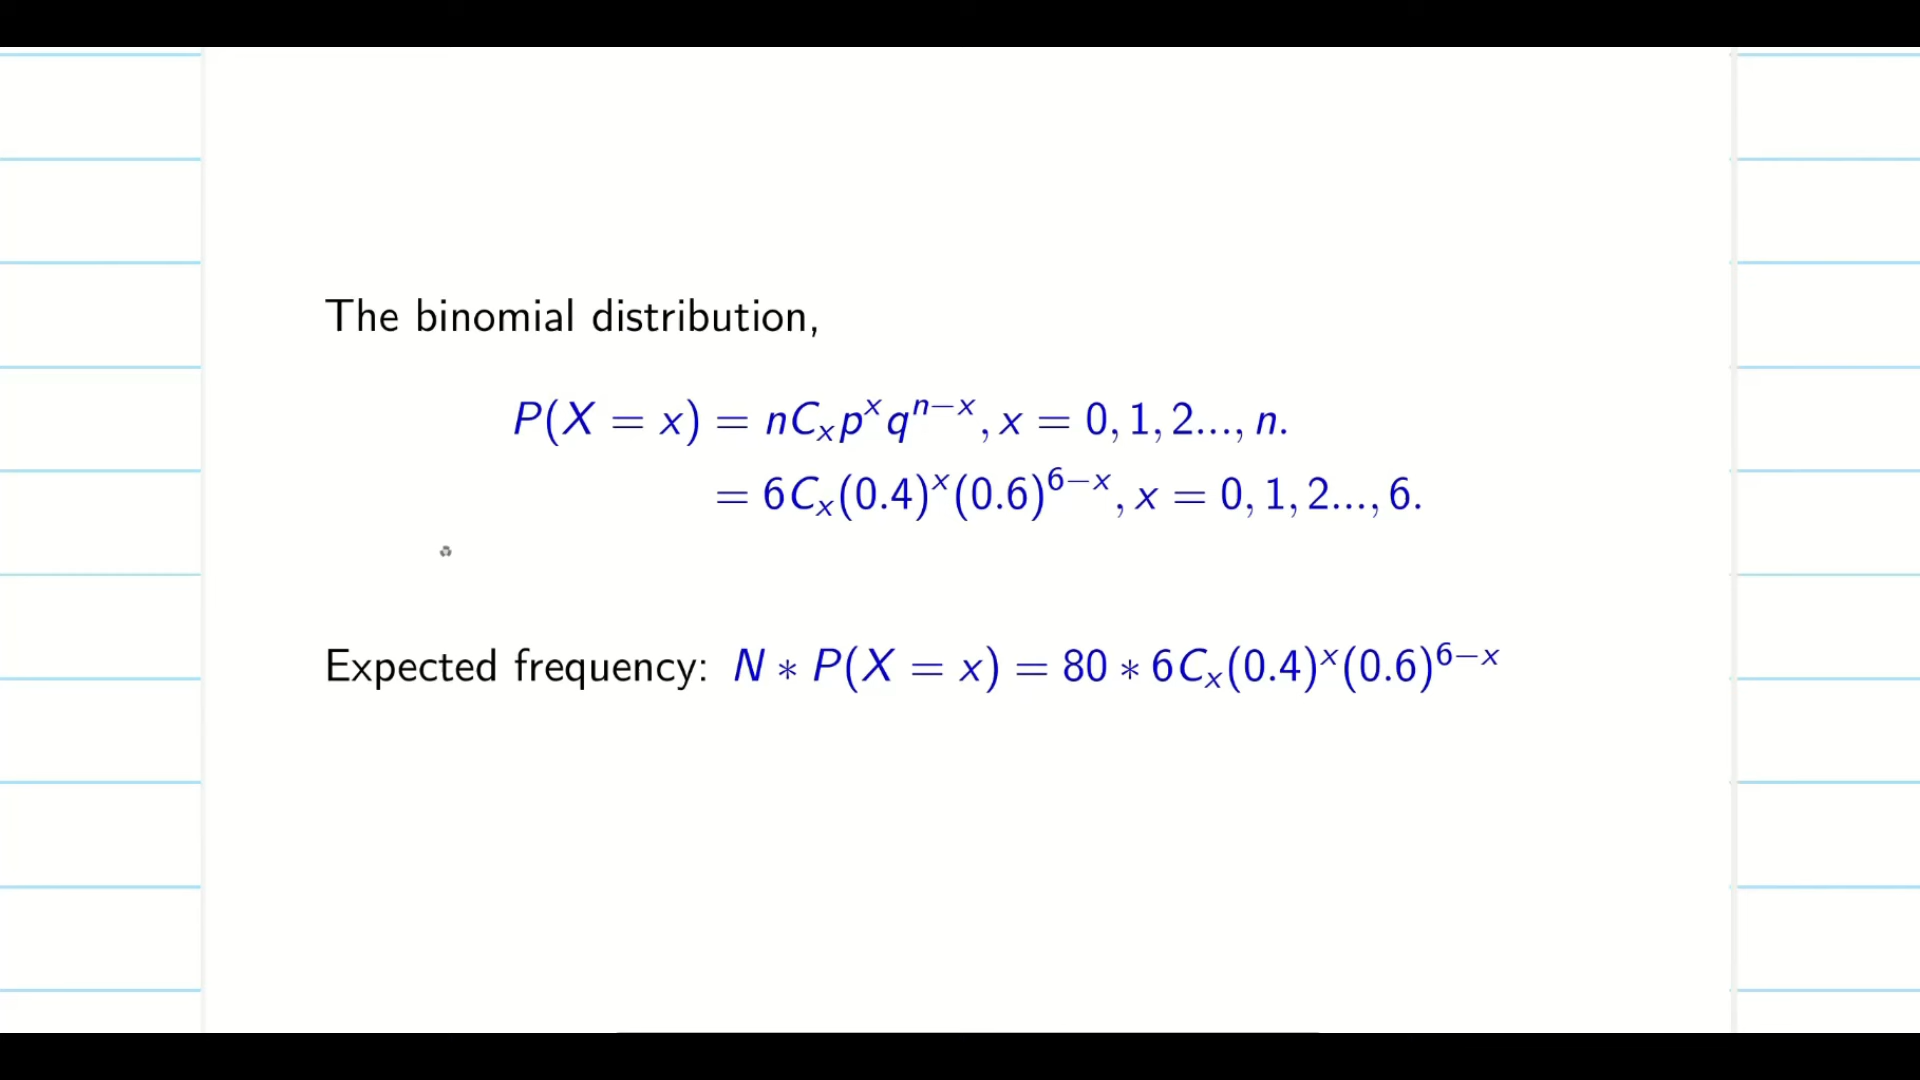 The binomial distribution,
P(X = x) = nCₓpˣqⁿ⁻ˣ, x = 0, 1, 2..., n.
= 6Cₓ(0.4)ˣ(0.6)⁶⁻ˣ, x = 0, 1, 2..., 6.
Expected frequency: N ∗ P(X = x) = 80 ∗ 6Cₓ(0.4)ˣ(0.6)⁶⁻ˣ